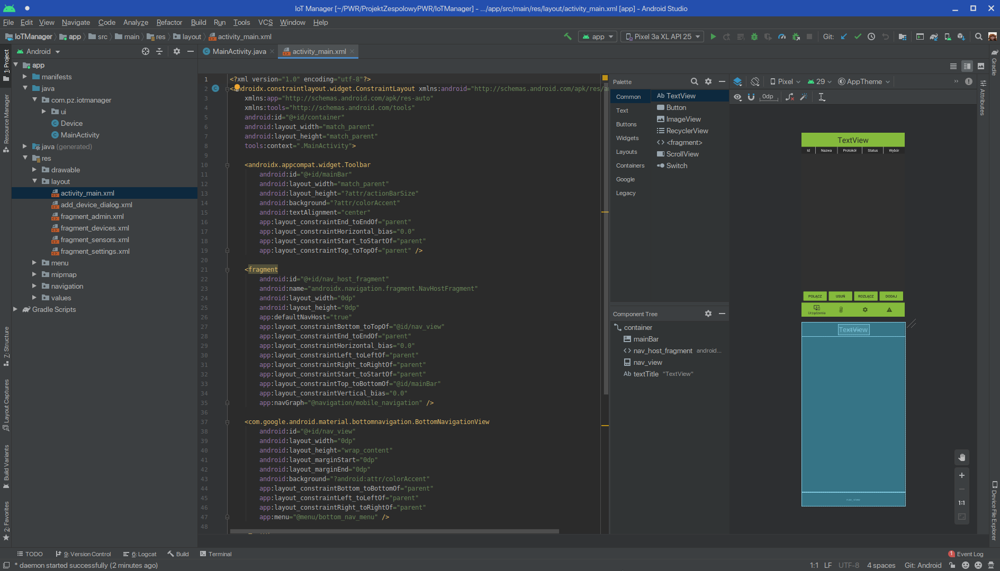 IoT Manager [~/PWR/ProjektZespolowyPWR/IoTManager] - .../app/src/main/res/layout/activity_main.xml [app] - Android Studio
File Edit View Navigate Code Analyze Refactor Build Run Tools VCS Window Help
IoTManager app src main res layout activity_main.xml
app Pixel 3a XL API 25 Git:
Android
MainActivity.java activity_main.xml
1: Project
Resource Manager
Z: Structure
Layout Captures
Build Variants
2: Favorites
app
manifests
java
com.pz.iotmanager
ui
Device
MainActivity
java (generated)
res
drawable
layout
activity_main.xml
add_device_dialog.xml
fragment_admin.xml
fragment_devices.xml
fragment_sensors.xml
fragment_settings.xml
menu
mipmap
navigation
values
Gradle Scripts
1 <?xml version="1.0" encoding="utf-8"?>
2 <androidx.constraintlayout.widget.ConstraintLayout xmlns:android="http://schemas.android.com/apk/res/a
3 xmlns:app="http://schemas.android.com/apk/res-auto"
4 xmlns:tools="http://schemas.android.com/tools"
5 android:id="@+id/container"
6 android:layout_width="match_parent"
7 android:layout_height="match_parent"
8 tools:context=".MainActivity">
9
10 <androidx.appcompat.widget.Toolbar
11 android:id="@+id/mainBar"
12 android:layout_width="match_parent"
13 android:layout_height="?attr/actionBarSize"
14 android:background="?attr/colorAccent"
15 android:textAlignment="center"
16 app:layout_constraintEnd_toEndOf="parent"
17 app:layout_constraintHorizontal_bias="0.0"
18 app:layout_constraintStart_toStartOf="parent"
19 app:layout_constraintTop_toTopOf="parent" />
20
21 <fragment
22 android:id="@+id/nav_host_fragment"
23 android:name="androidx.navigation.fragment.NavHostFragment"
24 android:layout_width="0dp"
25 android:layout_height="0dp"
26 app:defaultNavHost="true"
27 app:layout_constraintBottom_toTopOf="@id/nav_view"
28 app:layout_constraintEnd_toEndOf="parent"
29 app:layout_constraintHorizontal_bias="0.0"
30 app:layout_constraintLeft_toLeftOf="parent"
31 app:layout_constraintRight_toRightOf="parent"
32 app:layout_constraintStart_toStartOf="parent"
33 app:layout_constraintTop_toBottomOf="@id/mainBar"
34 app:layout_constraintVertical_bias="0.0"
35 app:navGraph="@navigation/mobile_navigation" />
36
37 <com.google.android.material.bottomnavigation.BottomNavigationView
38 android:id="@+id/nav_view"
39 android:layout_width="0dp"
40 android:layout_height="wrap_content"
41 android:layout_marginStart="0dp"
42 android:layout_marginEnd="0dp"
43 android:background="?android:attr/colorAccent"
44 app:layout_constraintBottom_toBottomOf="parent"
45 app:layout_constraintLeft_toLeftOf="parent"
46 app:layout_constraintRight_toRightOf="parent"
47 app:menu="@menu/bottom_nav_menu" />
48
Palette
Common
Text
Buttons
Widgets
Layouts
Containers
Google
Legacy
Ab TextView
Button
ImageView
RecyclerView
<> <fragment>
ScrollView
Switch
Component Tree
container
mainBar
<> nav_host_fragment android...
nav_view
Ab textTitle "TextView"
Pixel 29 AppTheme
0dp
TextView
Id Nazwa Protokół Status Wybór
POŁĄCZ USUŃ ROZŁĄCZ DODAJ
Urządzenia
TextView
nav_view
1:1
Gradle
Attributes
Device File Explorer
TODO 9: Version Control 6: Logcat Build Terminal 1 Event Log
* daemon started successfully (2 minutes ago) 1:1 LF UTF-8 4 spaces Git: Android